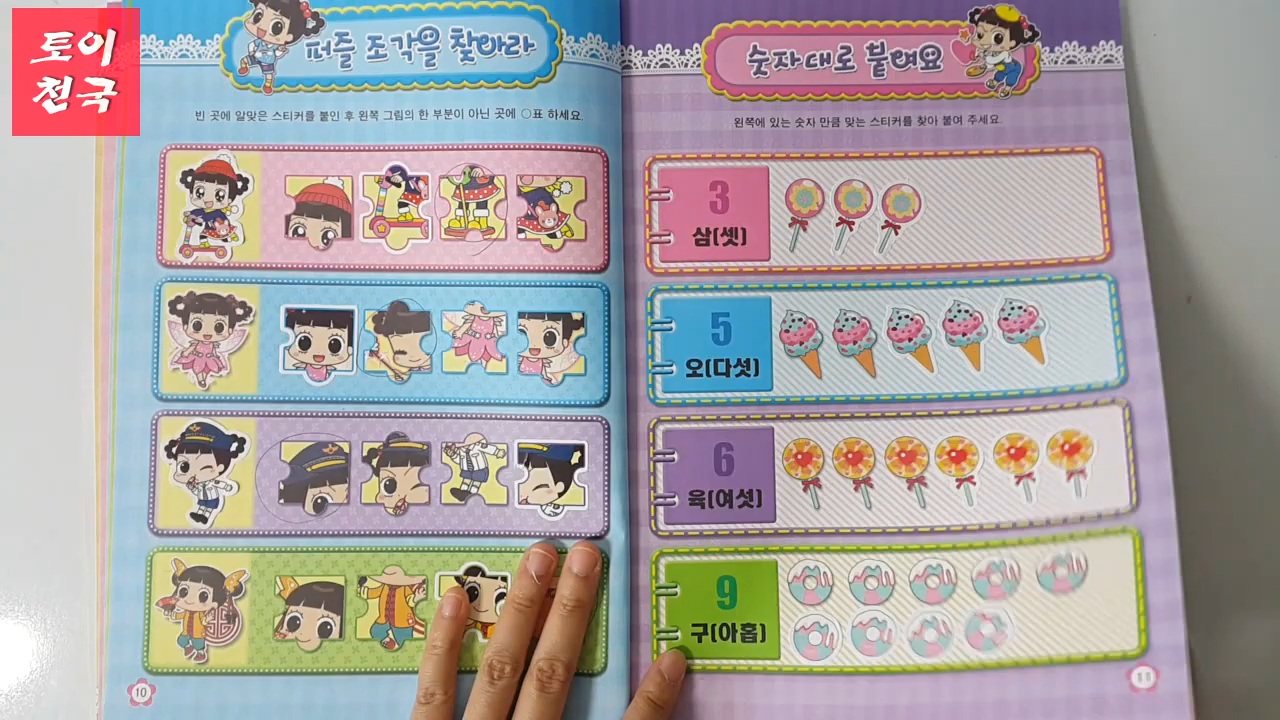 토이
천국
퍼즐 조각을 찾아라
빈 곳에 알맞은 스티커를 붙인 후 왼쪽 그림의 한 부분이 아닌 곳에 ○표 하세요.
10
숫자대로 붙여요
왼쪽에 있는 숫자 만큼 맞는 스티커를 찾아 붙여 주세요.
3
삼(셋)
5
오(다섯)
6
육(여섯)
9
구(아홉)